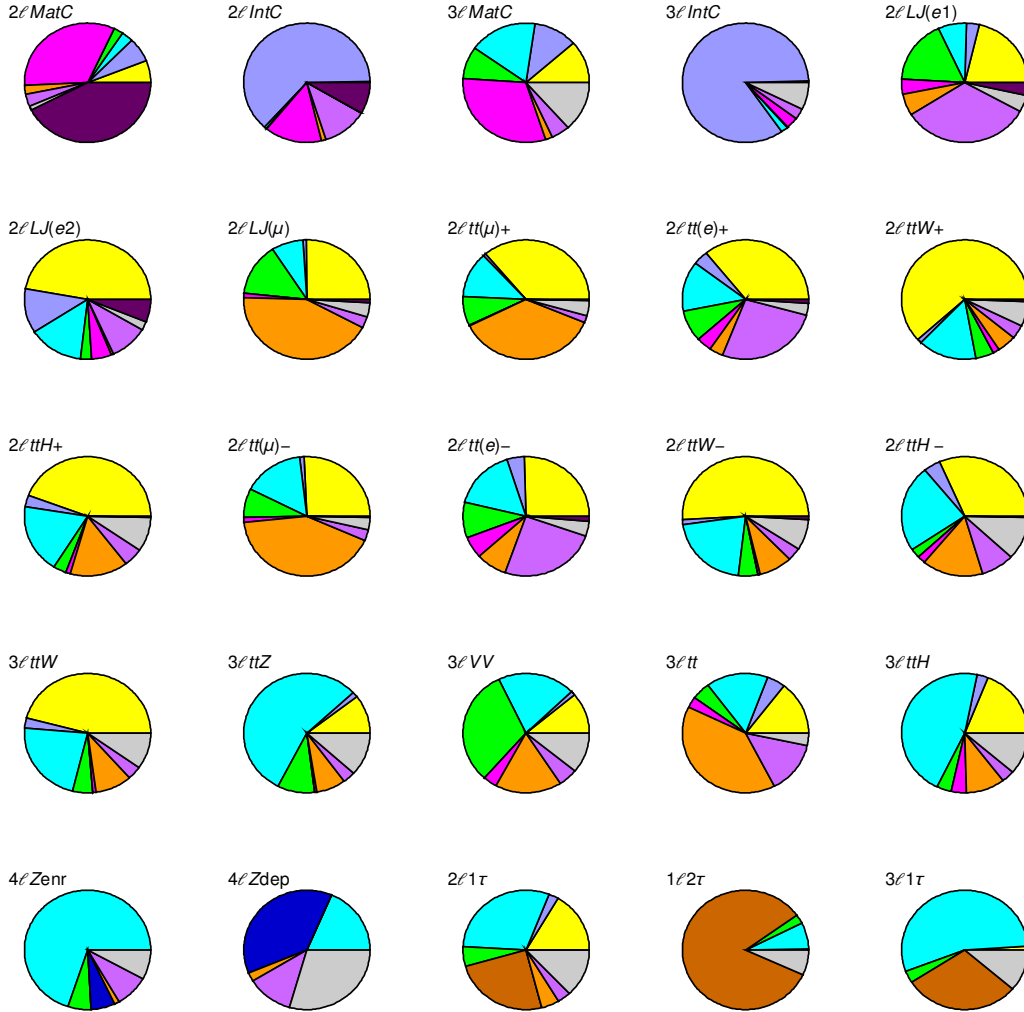 2ℓ MatC
2ℓ IntC
3ℓ MatC
3ℓ IntC
2ℓ LJ(e1)
2ℓ LJ(e2)
2ℓ LJ(μ)
2ℓ tt(μ)+
2ℓ tt(e)+
2ℓ ttW+
2ℓ ttH+
2ℓ tt(μ)−
2ℓ tt(e)−
2ℓ ttW−
2ℓ ttH −
3ℓ ttW
3ℓ ttZ
3ℓ VV
3ℓ tt
3ℓ ttH
4ℓ Zenr
4ℓ Zdep
2ℓ 1τ
1ℓ 2τ
3ℓ 1τ